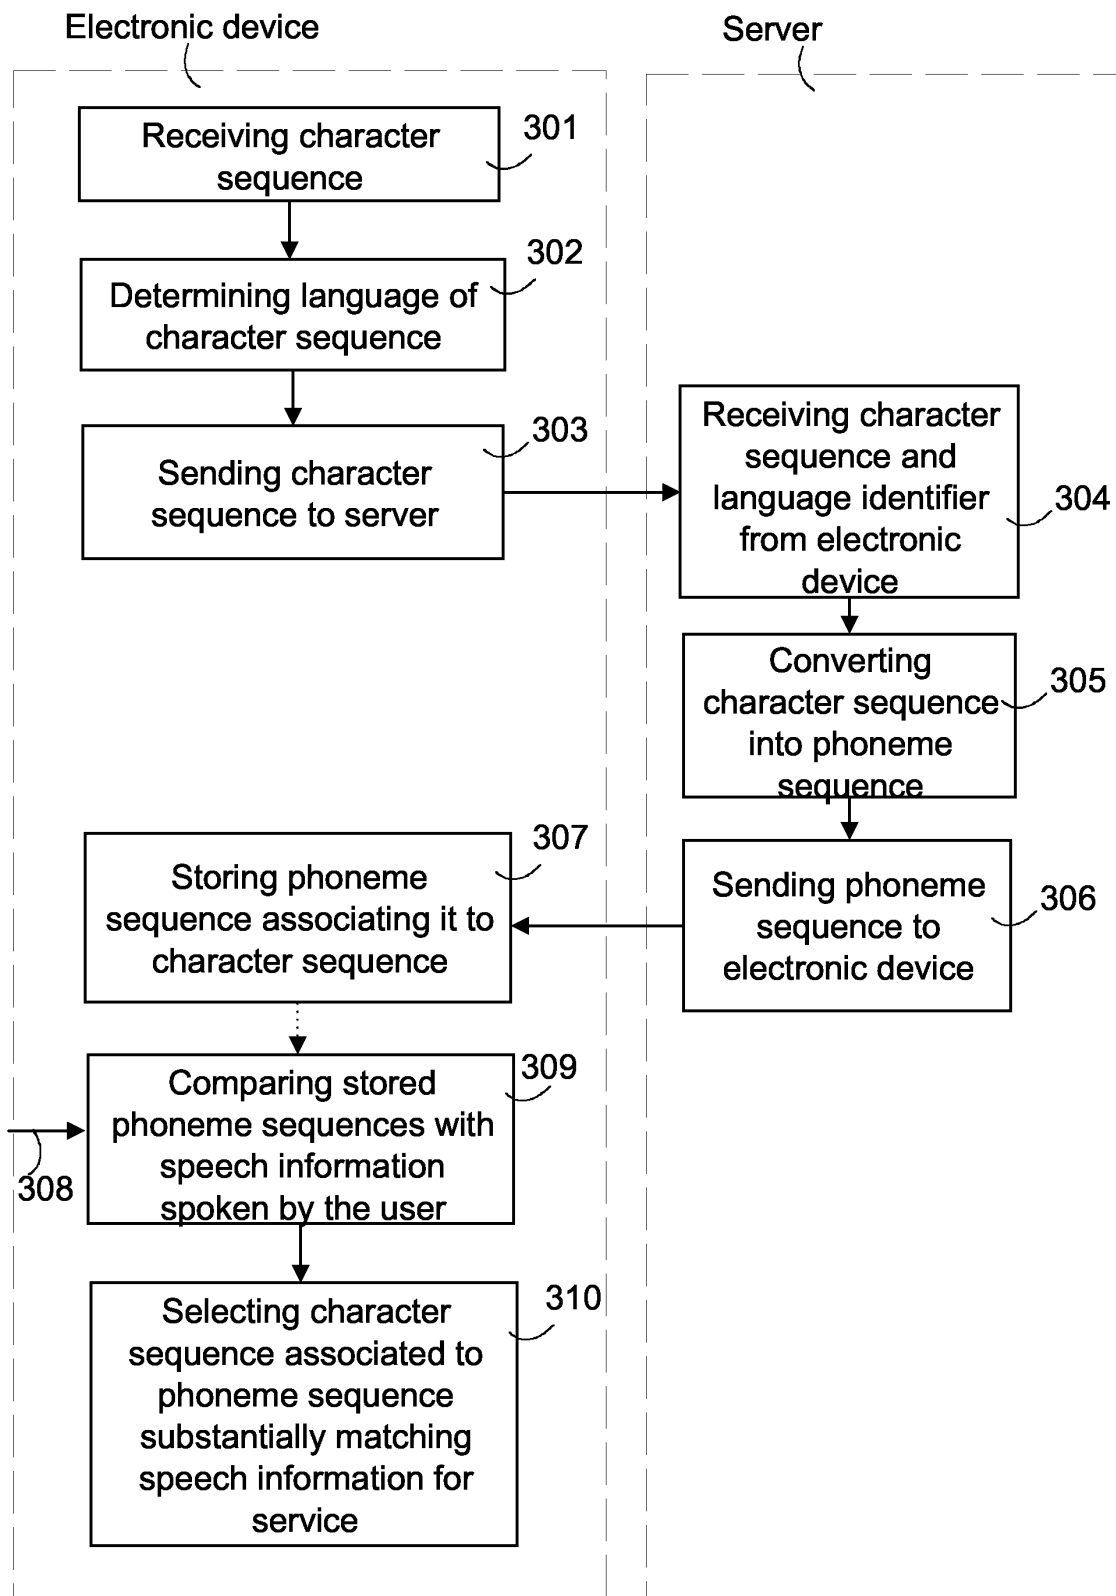 Electronic device
Server
Receiving character
sequence
301
Determining language of
character sequence
302
Sending character
sequence to server
303
Receiving character
sequence and
language identifier
from electronic
device
304
Converting
character sequence
into phoneme
sequence
305
Sending phoneme
sequence to
electronic device
306
Storing phoneme
sequence associating it to
character sequence
307
308
Comparing stored
phoneme sequences with
speech information
spoken by the user
309
Selecting character
sequence associated to
phoneme sequence
substantially matching
speech information for
service
310